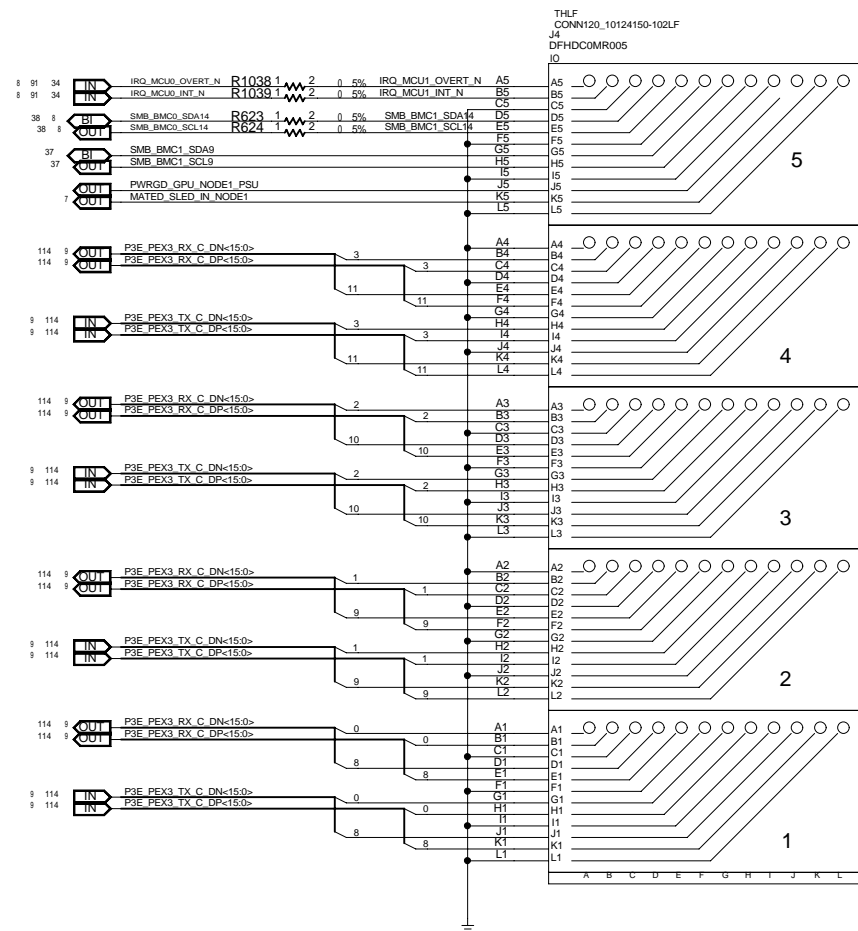 THLF
CONN120_10124150-102LF
J4
DFHDC0MR005
IO
8 91 34 IN IRQ_MCU0_OVERT_N R1038 1 2 0 5% IRQ_MCU1_OVERT_N A5 A5
8 91 34 IN IRQ_MCU0_INT_N R1039 1 2 0 5% IRQ_MCU1_INT_N B5 B5
C5 C5
38 8 BI SMB_BMC0_SDA14 R623 1 2 0 5% SMB_BMC1_SDA14 D5 D5
38 8 OUT SMB_BMC0_SCL14 R624 1 2 0 5% SMB_BMC1_SCL14 E5 E5
F5 F5
37 BI SMB_BMC1_SDA9 G5 G5
37 OUT SMB_BMC1_SCL9 H5 H5
I5 I5
5
OUT PWRGD_GPU_NODE1_PSU J5 J5
7 OUT MATED_SLED_IN_NODE1 K5 K5
L5 L5
A4 A4
114 9 OUT P3E_PEX3_RX_C_DN<15:0> 3 B4 B4
114 9 OUT P3E_PEX3_RX_C_DP<15:0> 3 C4 C4
D4 D4
11 E4 E4
11 F4 F4
G4 G4
9 114 IN P3E_PEX3_TX_C_DN<15:0> 3 H4 H4
9 114 IN P3E_PEX3_TX_C_DP<15:0> 3 I4 I4
J4 J4
4
11 K4 K4
11 L4 L4
114 9 OUT P3E_PEX3_RX_C_DN<15:0> 2 A3 A3
114 9 OUT P3E_PEX3_RX_C_DP<15:0> 2 B3 B3
C3 C3
10 D3 D3
10 E3 E3
F3 F3
9 114 IN P3E_PEX3_TX_C_DN<15:0> 2 G3 G3
9 114 IN P3E_PEX3_TX_C_DP<15:0> 2 H3 H3
I3 I3
10 J3 J3
3
10 K3 K3
L3 L3
A2 A2
114 9 OUT P3E_PEX3_RX_C_DN<15:0> 1 B2 B2
114 9 OUT P3E_PEX3_RX_C_DP<15:0> 1 C2 C2
D2 D2
9 E2 E2
9 F2 F2
G2 G2
9 114 IN P3E_PEX3_TX_C_DN<15:0> 1 H2 H2
9 114 IN P3E_PEX3_TX_C_DP<15:0> 1 I2 I2
J2 J2
2
9 K2 K2
9 L2 L2
114 9 OUT P3E_PEX3_RX_C_DN<15:0> 0 A1 A1
114 9 OUT P3E_PEX3_RX_C_DP<15:0> 0 B1 B1
C1 C1
8 D1 D1
8 E1 E1
F1 F1
9 114 IN P3E_PEX3_TX_C_DN<15:0> 0 G1 G1
9 114 IN P3E_PEX3_TX_C_DP<15:0> 0 H1 H1
I1 I1
8 J1 J1
1
8 K1 K1
L1 L1
A B C D E F G H I J K L